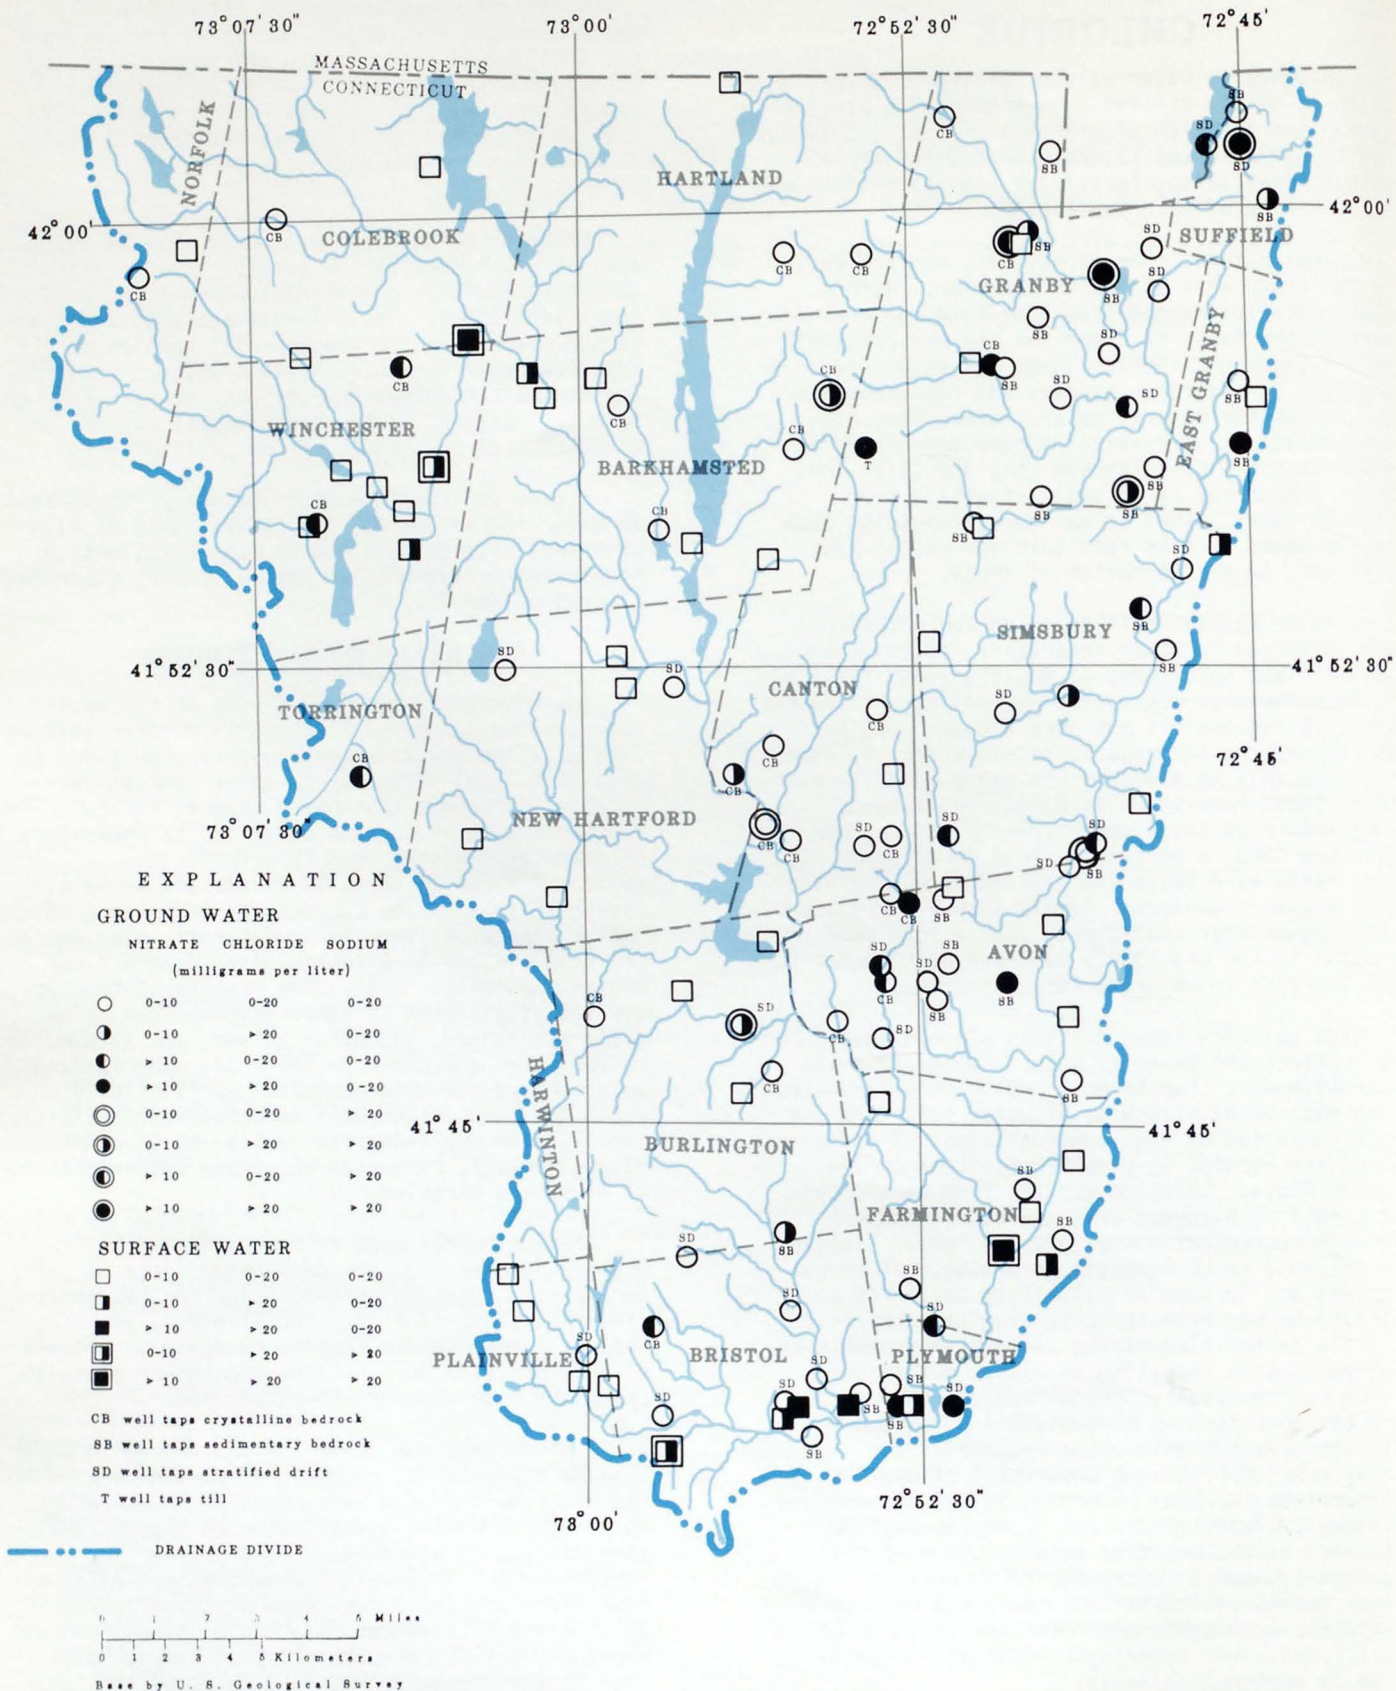 73° 07' 30"
73° 00'
72° 52' 30"
72° 45'
MASSACHUSETTS
CONNECTICUT
NORFOLK
HARTLAND
42° 00'
42° 00'
COLEBROOK
SUFFIELD
GRANBY
EAST GRANBY
WINCHESTER
BARKHAMSTED
SIMSBURY
41° 52' 30"
41° 52' 30"
CANTON
TORRINGTON
72° 45'
NEW HARTFORD
73° 07' 30"
AVON
HARWINTON
41° 45'
41° 45'
BURLINGTON
FARMINGTON
PLAINVILLE
BRISTOL
PLYMOUTH
72° 52' 30"
73° 00'
EXPLANATION
GROUND WATER
NITRATE CHLORIDE SODIUM
(milligrams per liter)
0-10 0-20 0-20
0-10 > 20 0-20
> 10 0-20 0-20
> 10 > 20 0-20
0-10 0-20 > 20
0-10 > 20 > 20
> 10 0-20 > 20
> 10 > 20 > 20
SURFACE WATER
0-10 0-20 0-20
0-10 > 20 0-20
> 10 > 20 0-20
0-10 > 20 > 20
> 10 > 20 > 20
CB well taps crystalline bedrock
SB well taps sedimentary bedrock
SD well taps stratified drift
T well taps till
DRAINAGE DIVIDE
0 1 2 3 4 5 Miles
0 1 2 3 4 5 Kilometers
Base by U. S. Geological Survey